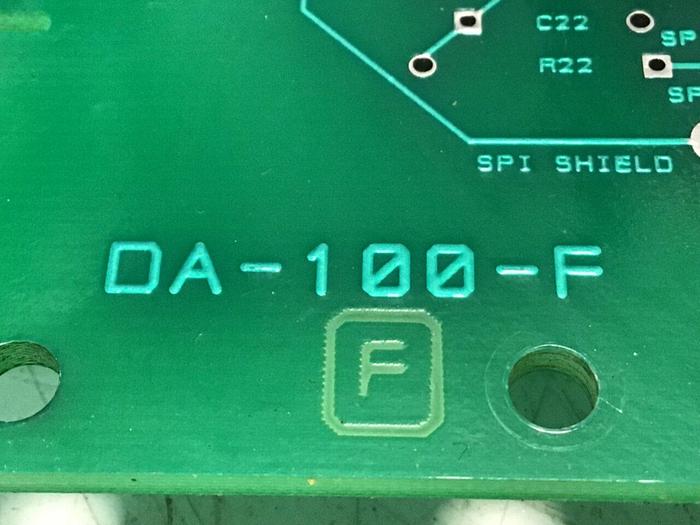 C22
SP
R22
SP
SPI SHIELD
DA-100-F
F